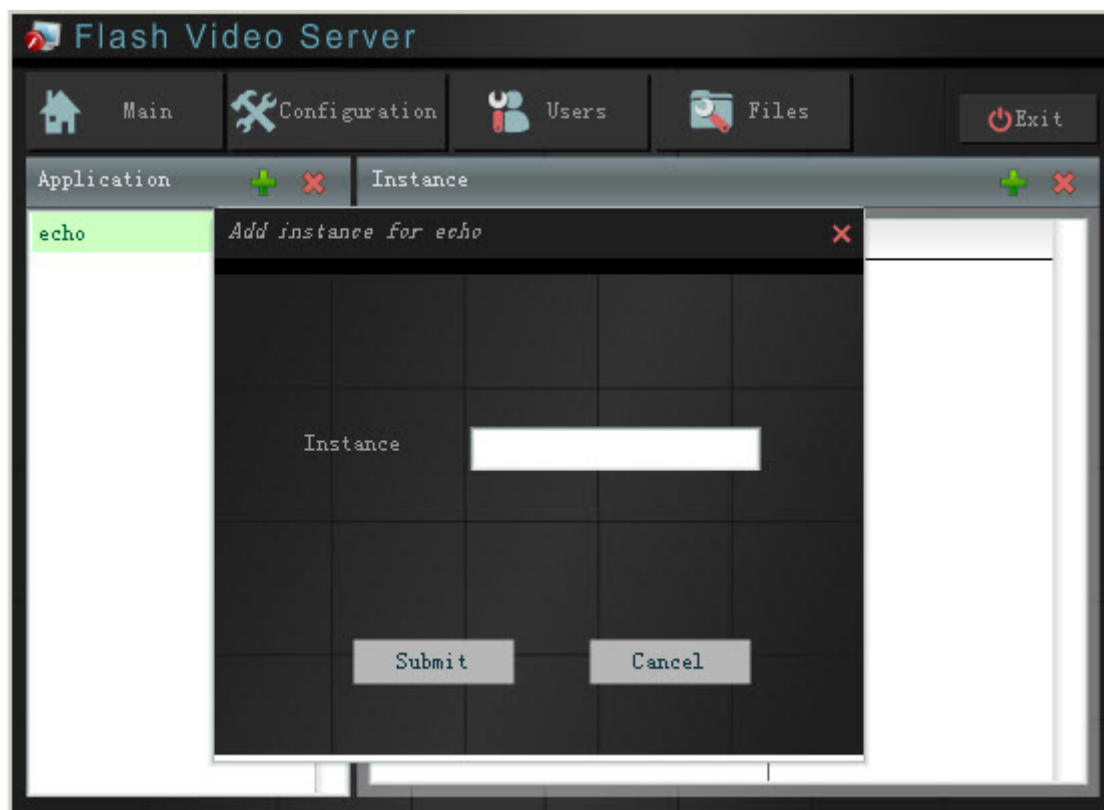 Flash Video Server
Main Configuration Users Files Exit
Application Instance
echo
Add instance for echo
Instance
Submit Cancel